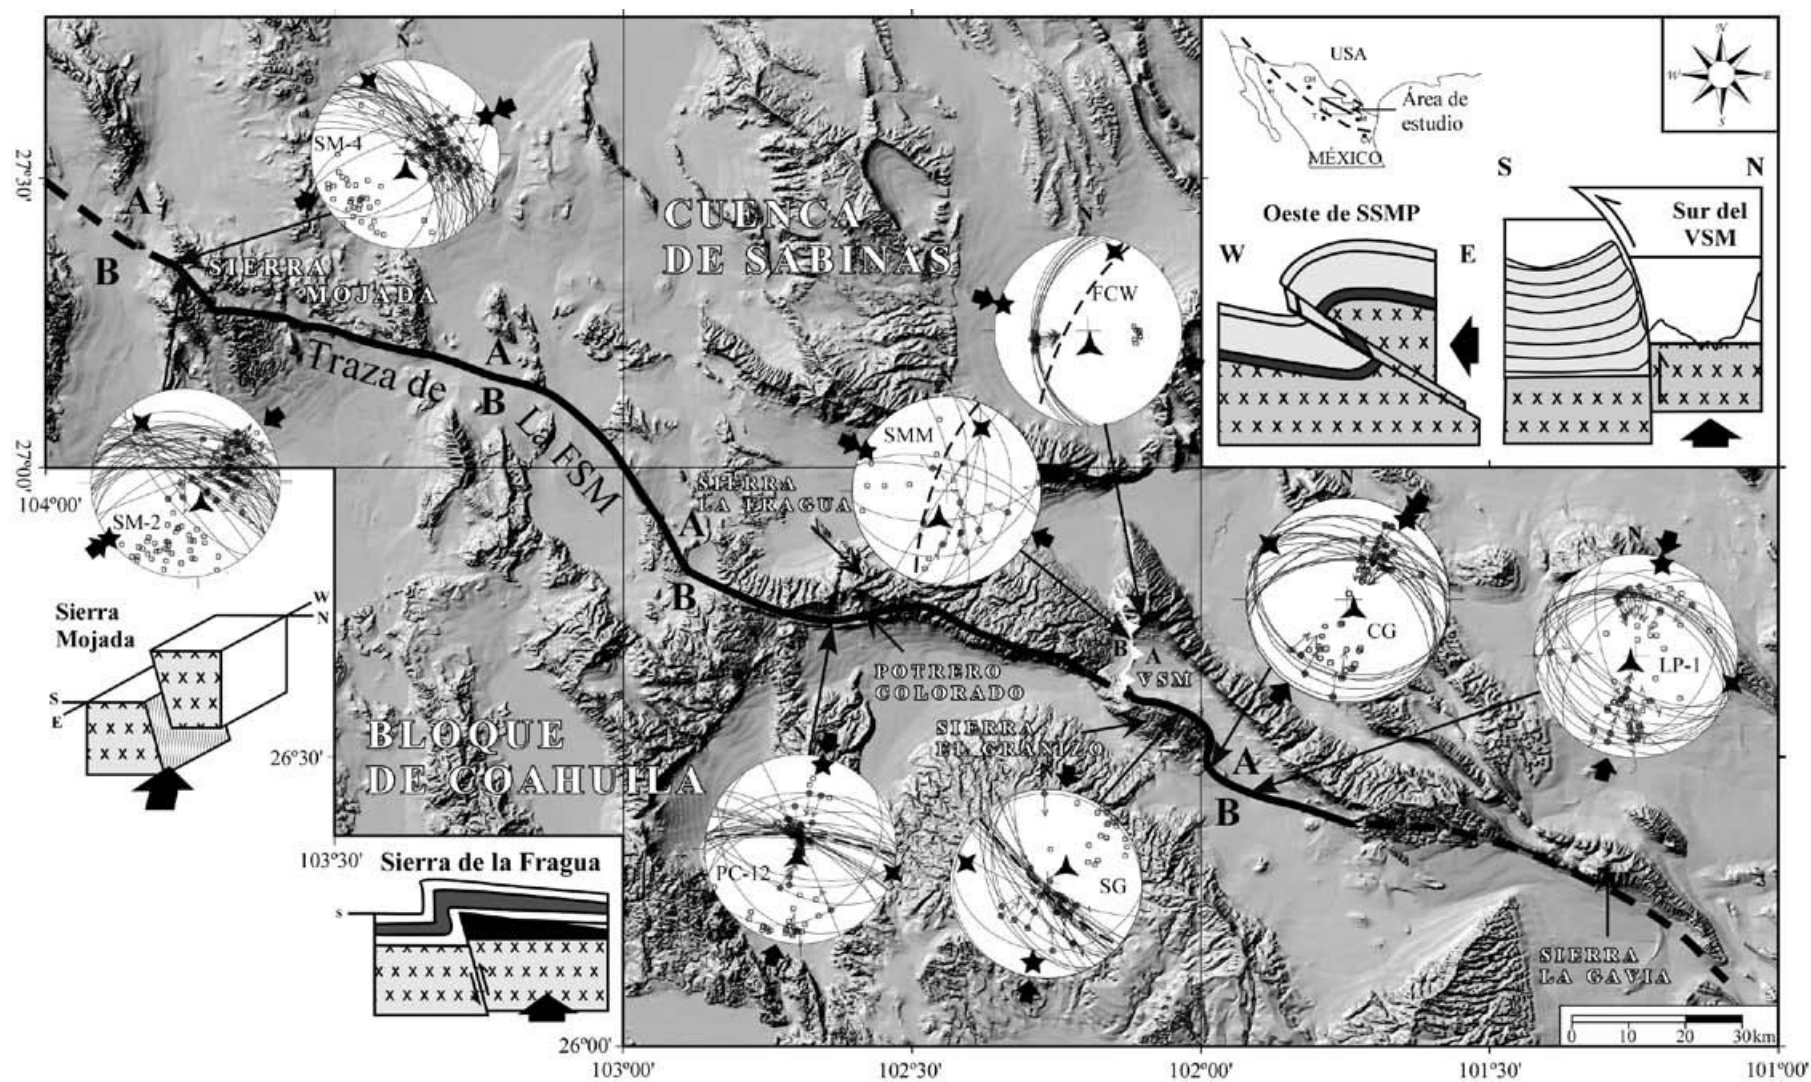 N
SM-4
27°30'
A
B
SIERRA
MOJADA
CUENCA
DE SABINAS
N
FCW
A
B
Traza de
La FSM
27°00'
104°00'
SM-2
SMM
SIERRA
LA FRAGUA
A
B
Sierra
Mojada
W
N
S
E
POTRERO
COLORADO
B
A
VSM
SIERRA
EL GRANIZO
BLOQUE
DE COAHUILA
26°30'
103°30'
Sierra de la Fragua
S
PC-12
N
SG
N
CG
N
LP-1
A
B
SIERRA
LA GAVIA
USA
Área de
estudio
MÉXICO
N
W
E
S
Oeste de SSMP
W
E
S
N
Sur del
VSM
0
10
20
30km
26°00'
103°00'
102°30'
102°00'
101°30'
101°00'